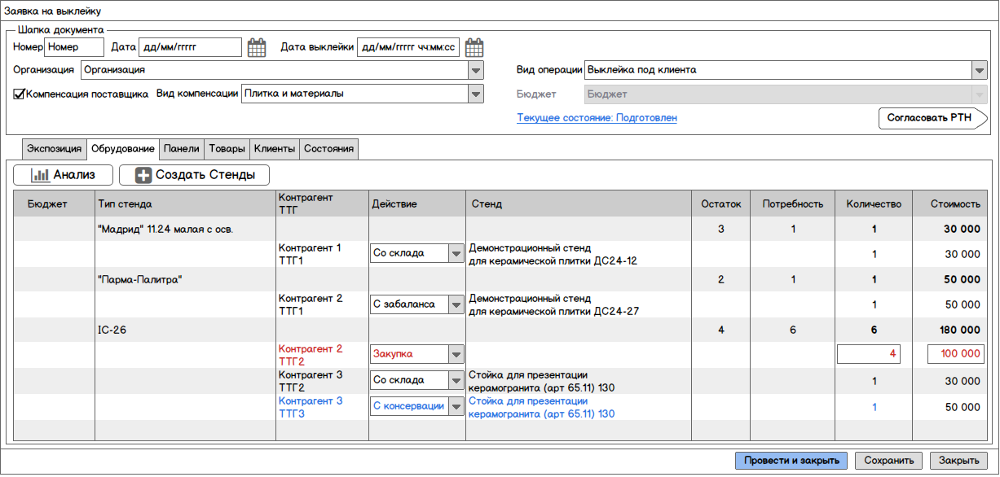 Заявка на выклейку
Шапка документа
Номер Номер Дата дд/мм/ггггг Дата выклейки дд/мм/ггггг чч:мм:сс
Организация Организация Вид операции Выклейка под клиента
Компенсация поставщика Вид компенсации Плитка и материалы Бюджет Бюджет
Текущее состояние: Подготовлен Согласовать РТН
Экспозиция Обрудование Панели Товары Клиенты Состояния
Анализ Создать Стенды
Бюджет Тип стенда Контрагент ТТГ Действие Стенд Остаток Потребность Количество Стоимость
"Мадрид" 11.24 малая с осв. 3 1 1 30 000
Контрагент 1 Со склада Демонстрационный стенд 1 30 000
ТТГ1 для керамической плитки ДС24-12
"Парма-Палитра" 2 1 1 50 000
Контрагент 2 С забаланса Демонстрационный стенд 1 50 000
ТТГ1 для керамической плитки ДС24-27
IC-26 4 6 6 180 000
Контрагент 2 Закупка 4 100 000
ТТГ2
Контрагент 3 Со склада Стойка для презентации 1 30 000
ТТГ2 керамогранита (арт 65.11) 130
Контрагент 3 С консервации Стойка для презентации 1 50 000
ТТГ3 керамогранита (арт 65.11) 130
Провести и закрыть Сохранить Закрыть